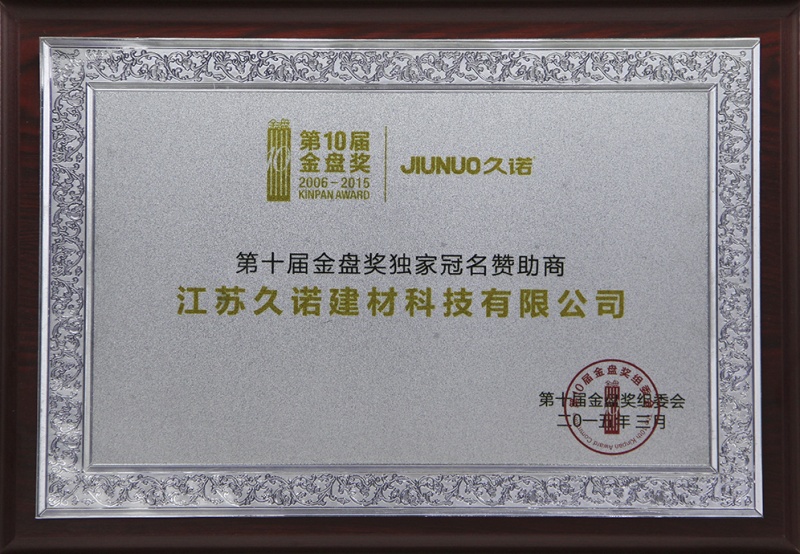 金盘
10
第10届
金盘奖
2006-2015
KINPAN AWARD
JIUNUO久诺
第十届金盘奖独家冠名赞助商
江苏久诺建材科技有限公司
第十届金盘奖组委会
二〇一五年三月